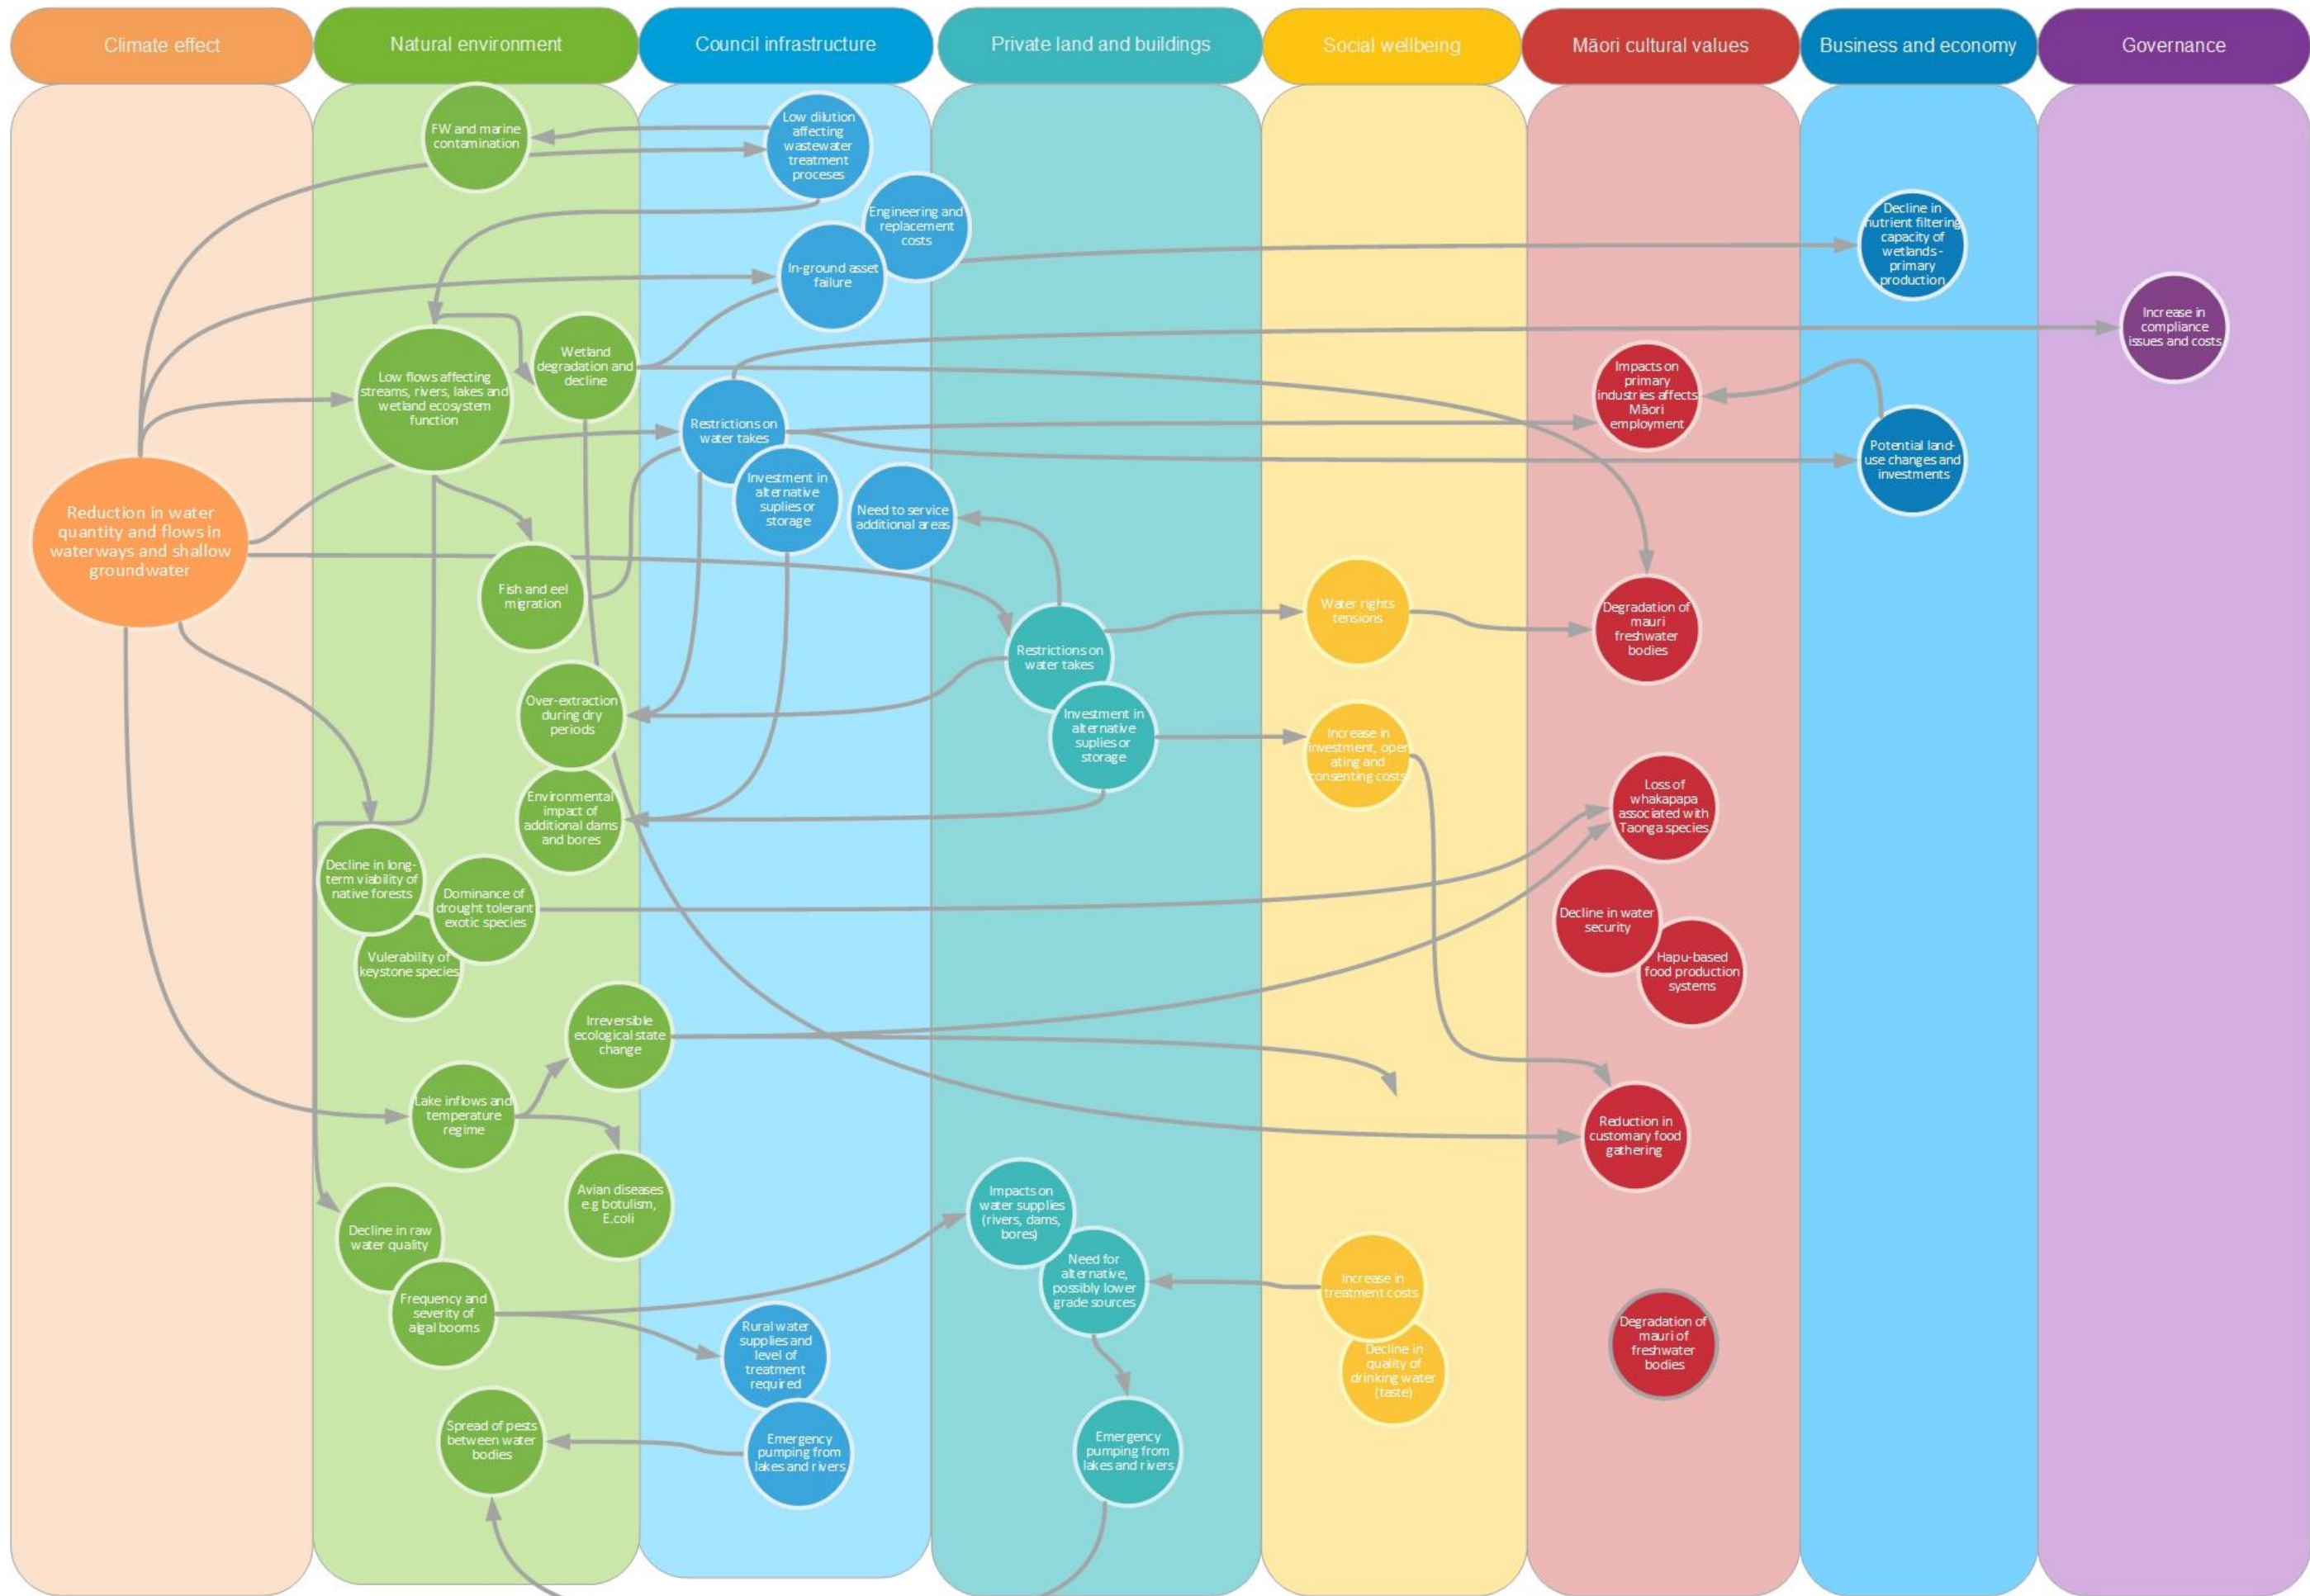 Climate effect
Natural environment
Council infrastructure
Private land and buildings
Social wellbeing
Māori cultural values
Business and economy
Governance
Reduction in water
quantity and flows in
waterways and shallow
groundwater
FW and marine
contamination
Low flows affecting
streams, rivers, lakes and
wetland ecosystem
function
Wetland
degradation and
decline
Fish and eel
migration
Over-extraction
during dry
periods
Environmental
impact of
additional dams
and bores
Decline in long-
term viability of
native forests
Dominance of
drought tolerant
exotic species
Vulerability of
keystone species
Irreversible
ecological state
change
Lake inflows and
temperature
regime
Avian diseases
e.g botulism,
E.coli
Decline in raw
water quality
Frequency and
severity of
algal booms
Spread of pests
between water
bodies
Low dilution
affecting
wastewater
treatment
proceses
Engineering and
replacement
costs
In-ground asset
failure
Restrictions on
water takes
Investment in
alternative
suplies or
storage
Need to service
additional areas
Rural water
supplies and
level of
treatment
required
Emergency
pumping from
lakes and rivers
Restrictions on
water takes
Investment in
alternative
suplies or
storage
Impacts on
water supplies
(rivers, dams,
bores)
Need for
alternative,
possibly lower
grade sources
Emergency
pumping from
lakes and rivers
Water rights
tensions
Increase in
investment, oper
ating and
consenting costs
Increase in
treatment costs
Decline in
quality of
drinking water
(taste)
Impacts on
primary
industries affects
Māori
employment
Degradation of
mauri
freshwater
bodies
Loss of
whakapapa
associated with
Taonga species
Decline in water
security
Hapu-based
food production
systems
Reduction in
customary food
gathering
Degradation of
mauri of
freshwater
bodies
Decline in
nutrient filtering
capacity of
wetlands-
primary
production
Potential land-
use changes and
investments
Increase in
compliance
issues and costs